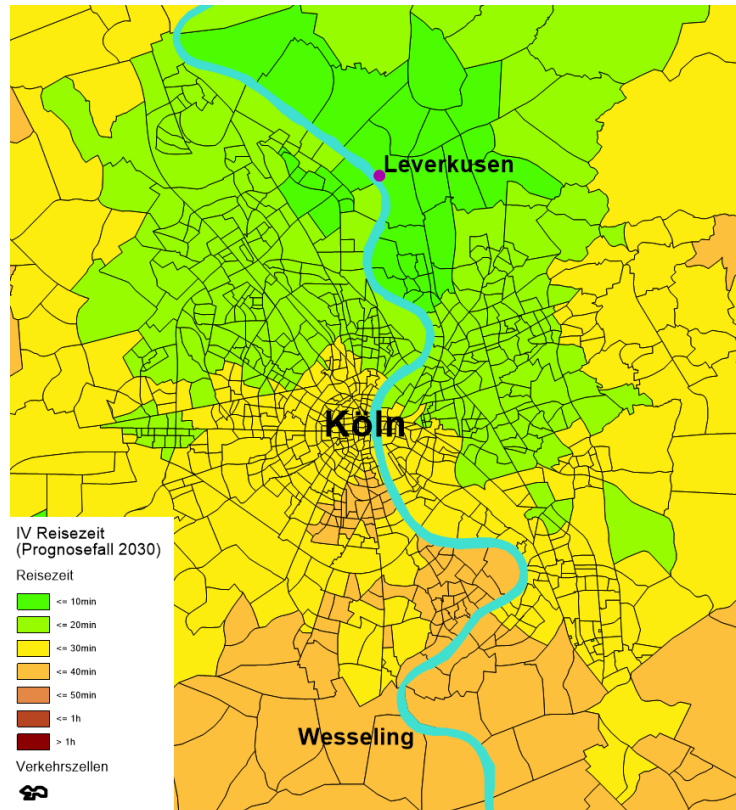 Leverkusen
Köln
Wesseling
IV Reisezeit
(Prognosefall 2030)
Reisezeit
<= 10min
<= 20min
<= 30min
<= 40min
<= 50min
<= 1h
> 1h
Verkehrszellen